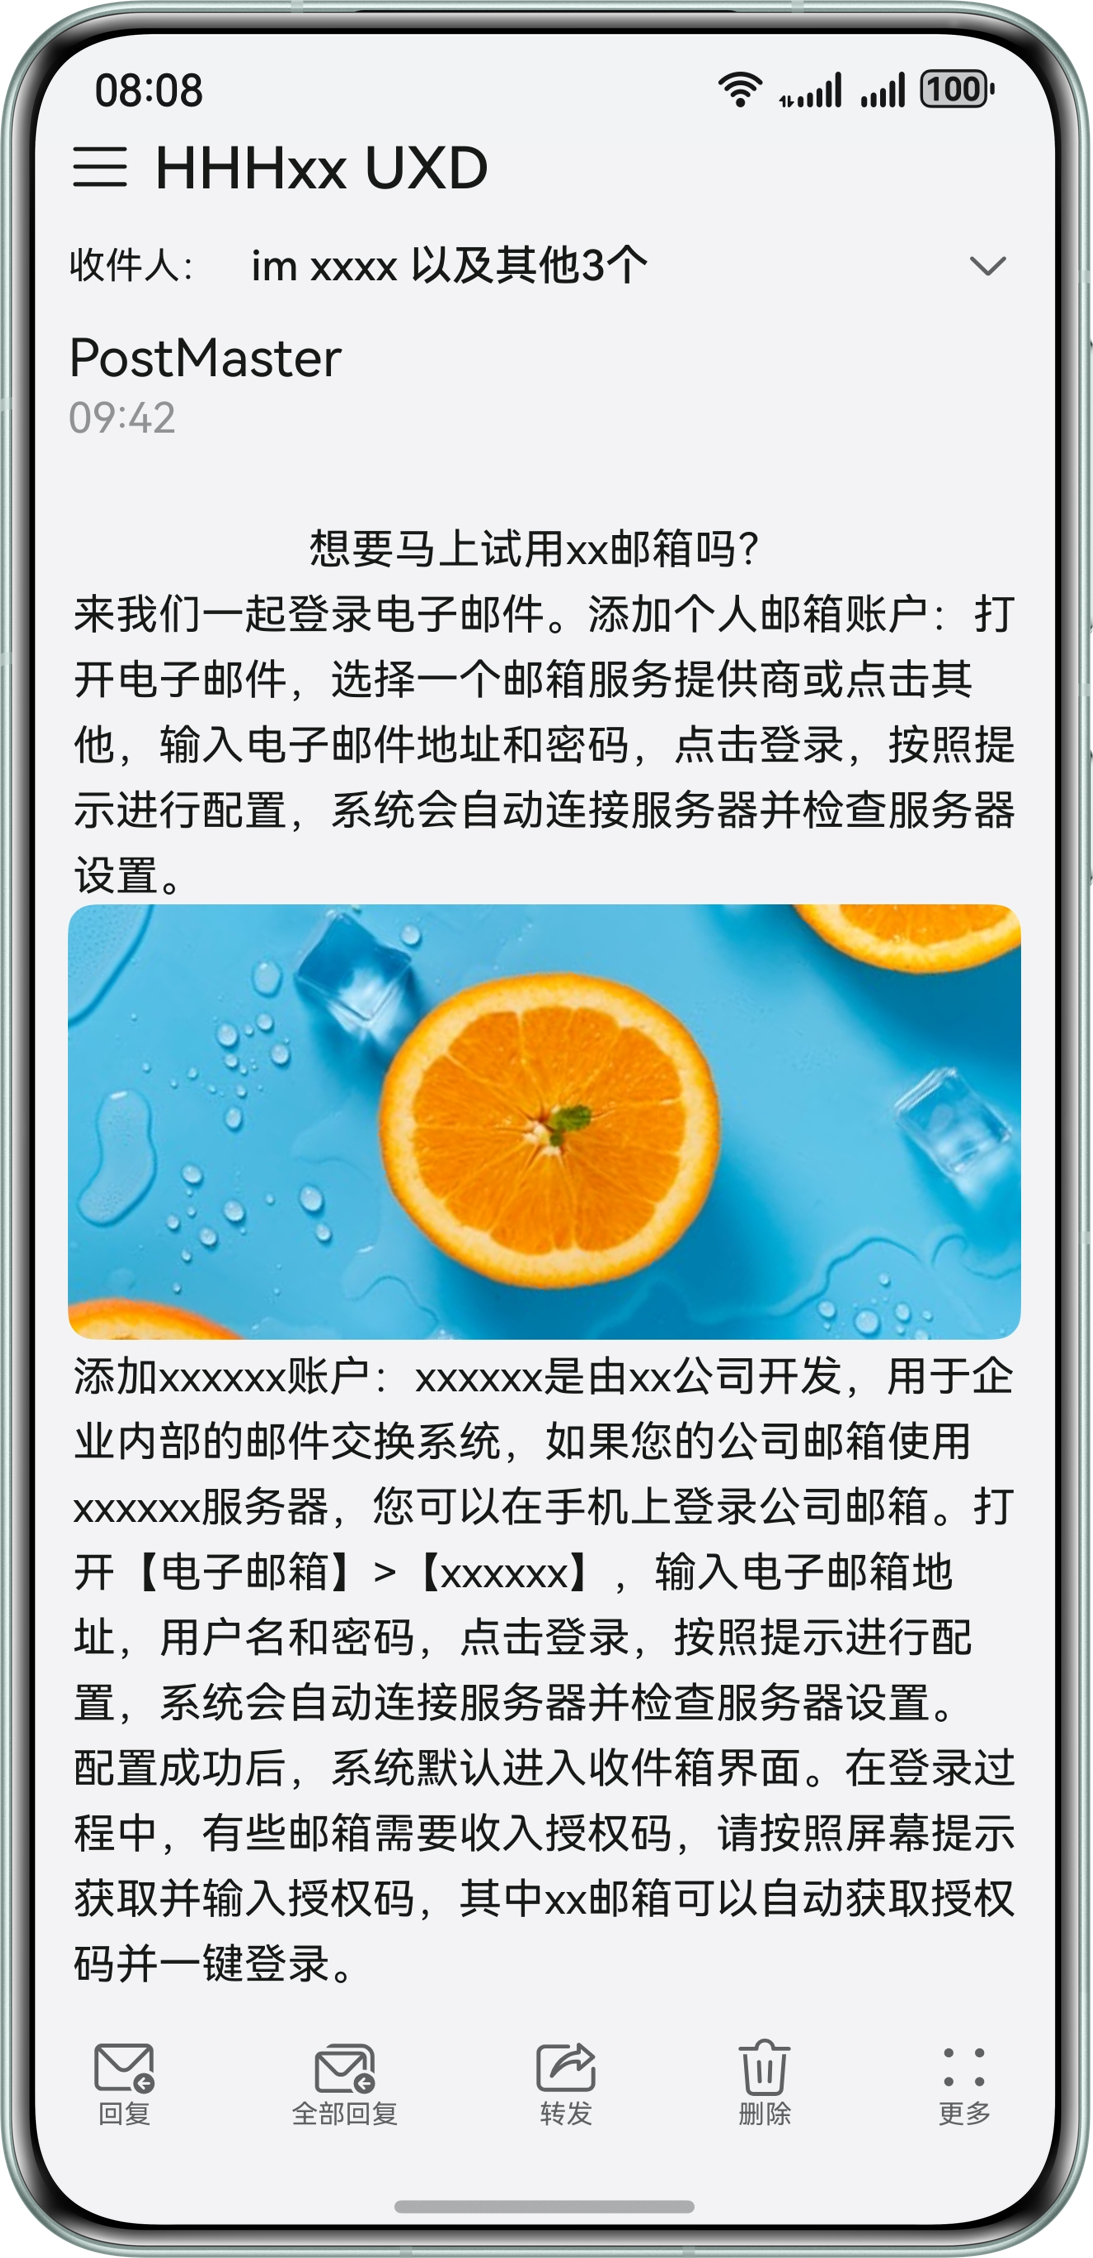 08:08
100
HHHxx UXD
收件人： im xxxx 以及其他3个
PostMaster
09:42
想要马上试用xx邮箱吗？
来我们一起登录电子邮件。添加个人邮箱账户：打
开电子邮件，选择一个邮箱服务提供商或点击其
他，输入电子邮件地址和密码，点击登录，按照提
示进行配置，系统会自动连接服务器并检查服务器
设置。
添加xxxxxx账户：xxxxxx是由xx公司开发，用于企
业内部的邮件交换系统，如果您的公司邮箱使用
xxxxxx服务器，您可以在手机上登录公司邮箱。打
开【电子邮箱】>【xxxxxx】，输入电子邮箱地
址，用户名和密码，点击登录，按照提示进行配
置，系统会自动连接服务器并检查服务器设置。
配置成功后，系统默认进入收件箱界面。在登录过
程中，有些邮箱需要收入授权码，请按照屏幕提示
获取并输入授权码，其中xx邮箱可以自动获取授权
码并一键登录。
回复 全部回复 转发 删除 更多